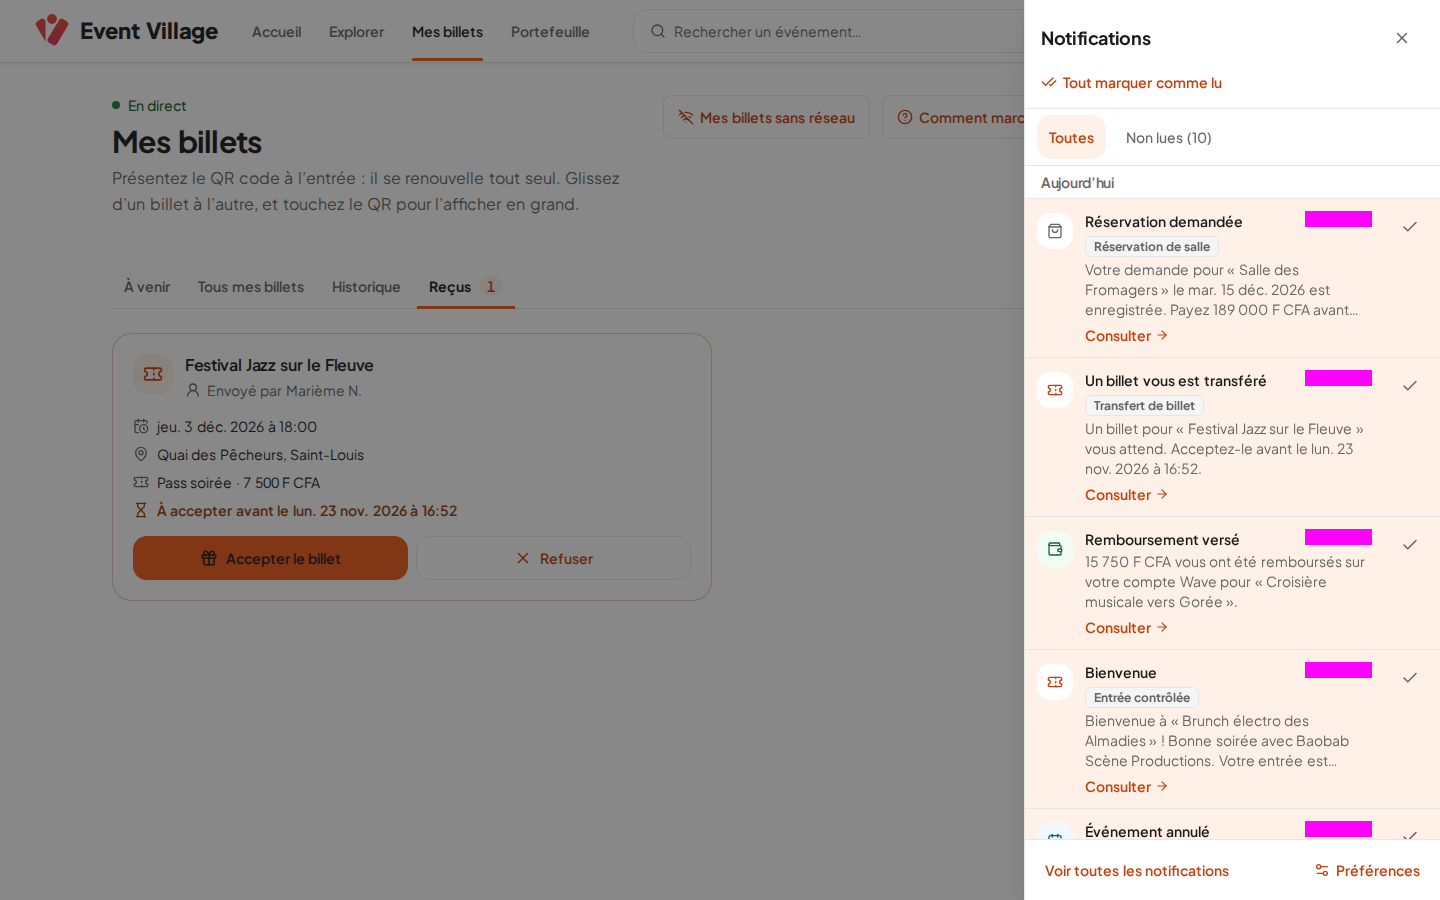 Event Village
Accueil
Explorer
Mes billets
Portefeuille
Rechercher un événement…
En direct
Mes billets
Présentez le QR code à l’entrée : il se renouvelle tout seul. Glissez
d’un billet à l’autre, et touchez le QR pour l’afficher en grand.
Mes billets sans réseau
Comment marc
À venir
Tous mes billets
Historique
Reçus 1
Festival Jazz sur le Fleuve
Envoyé par Marième N.
jeu. 3 déc. 2026 à 18:00
Quai des Pêcheurs, Saint-Louis
Pass soirée · 7 500 F CFA
À accepter avant le lun. 23 nov. 2026 à 16:52
Accepter le billet
Refuser
Notifications
Tout marquer comme lu
Toutes
Non lues (10)
Aujourd’hui
Réservation demandée
Réservation de salle
Votre demande pour « Salle des
Fromagers » le mar. 15 déc. 2026 est
enregistrée. Payez 189 000 F CFA avant…
Consulter
Un billet vous est transféré
Transfert de billet
Un billet pour « Festival Jazz sur le Fleuve »
vous attend. Acceptez-le avant le lun. 23
nov. 2026 à 16:52.
Consulter
Remboursement versé
15 750 F CFA vous ont été remboursés sur
votre compte Wave pour « Croisière
musicale vers Gorée ».
Consulter
Bienvenue
Entrée contrôlée
Bienvenue à « Brunch électro des
Almadies » ! Bonne soirée avec Baobab
Scène Productions. Votre entrée est…
Consulter
Événement annulé
Voir toutes les notifications
Préférences